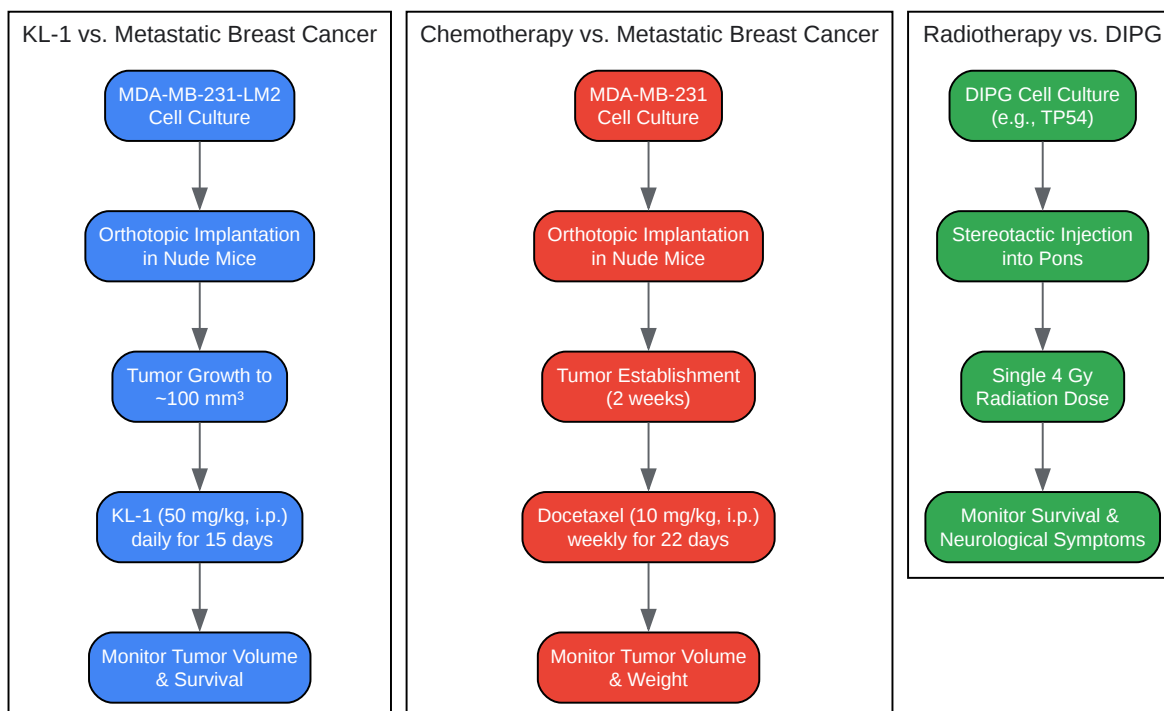 KL-1 vs. Metastatic Breast Cancer
MDA-MB-231-LM2
Cell Culture
Orthotopic Implantation
in Nude Mice
Tumor Growth to
~100 mm³
KL-1 (50 mg/kg, i.p.)
daily for 15 days
Monitor Tumor Volume
& Survival
Chemotherapy vs. Metastatic Breast Cancer
MDA-MB-231
Cell Culture
Orthotopic Implantation
in Nude Mice
Tumor Establishment
(2 weeks)
Docetaxel (10 mg/kg, i.p.)
weekly for 22 days
Monitor Tumor Volume
& Weight
Radiotherapy vs. DIPG
DIPG Cell Culture
(e.g., TP54)
Stereotactic Injection
into Pons
Single 4 Gy
Radiation Dose
Monitor Survival &
Neurological Symptoms